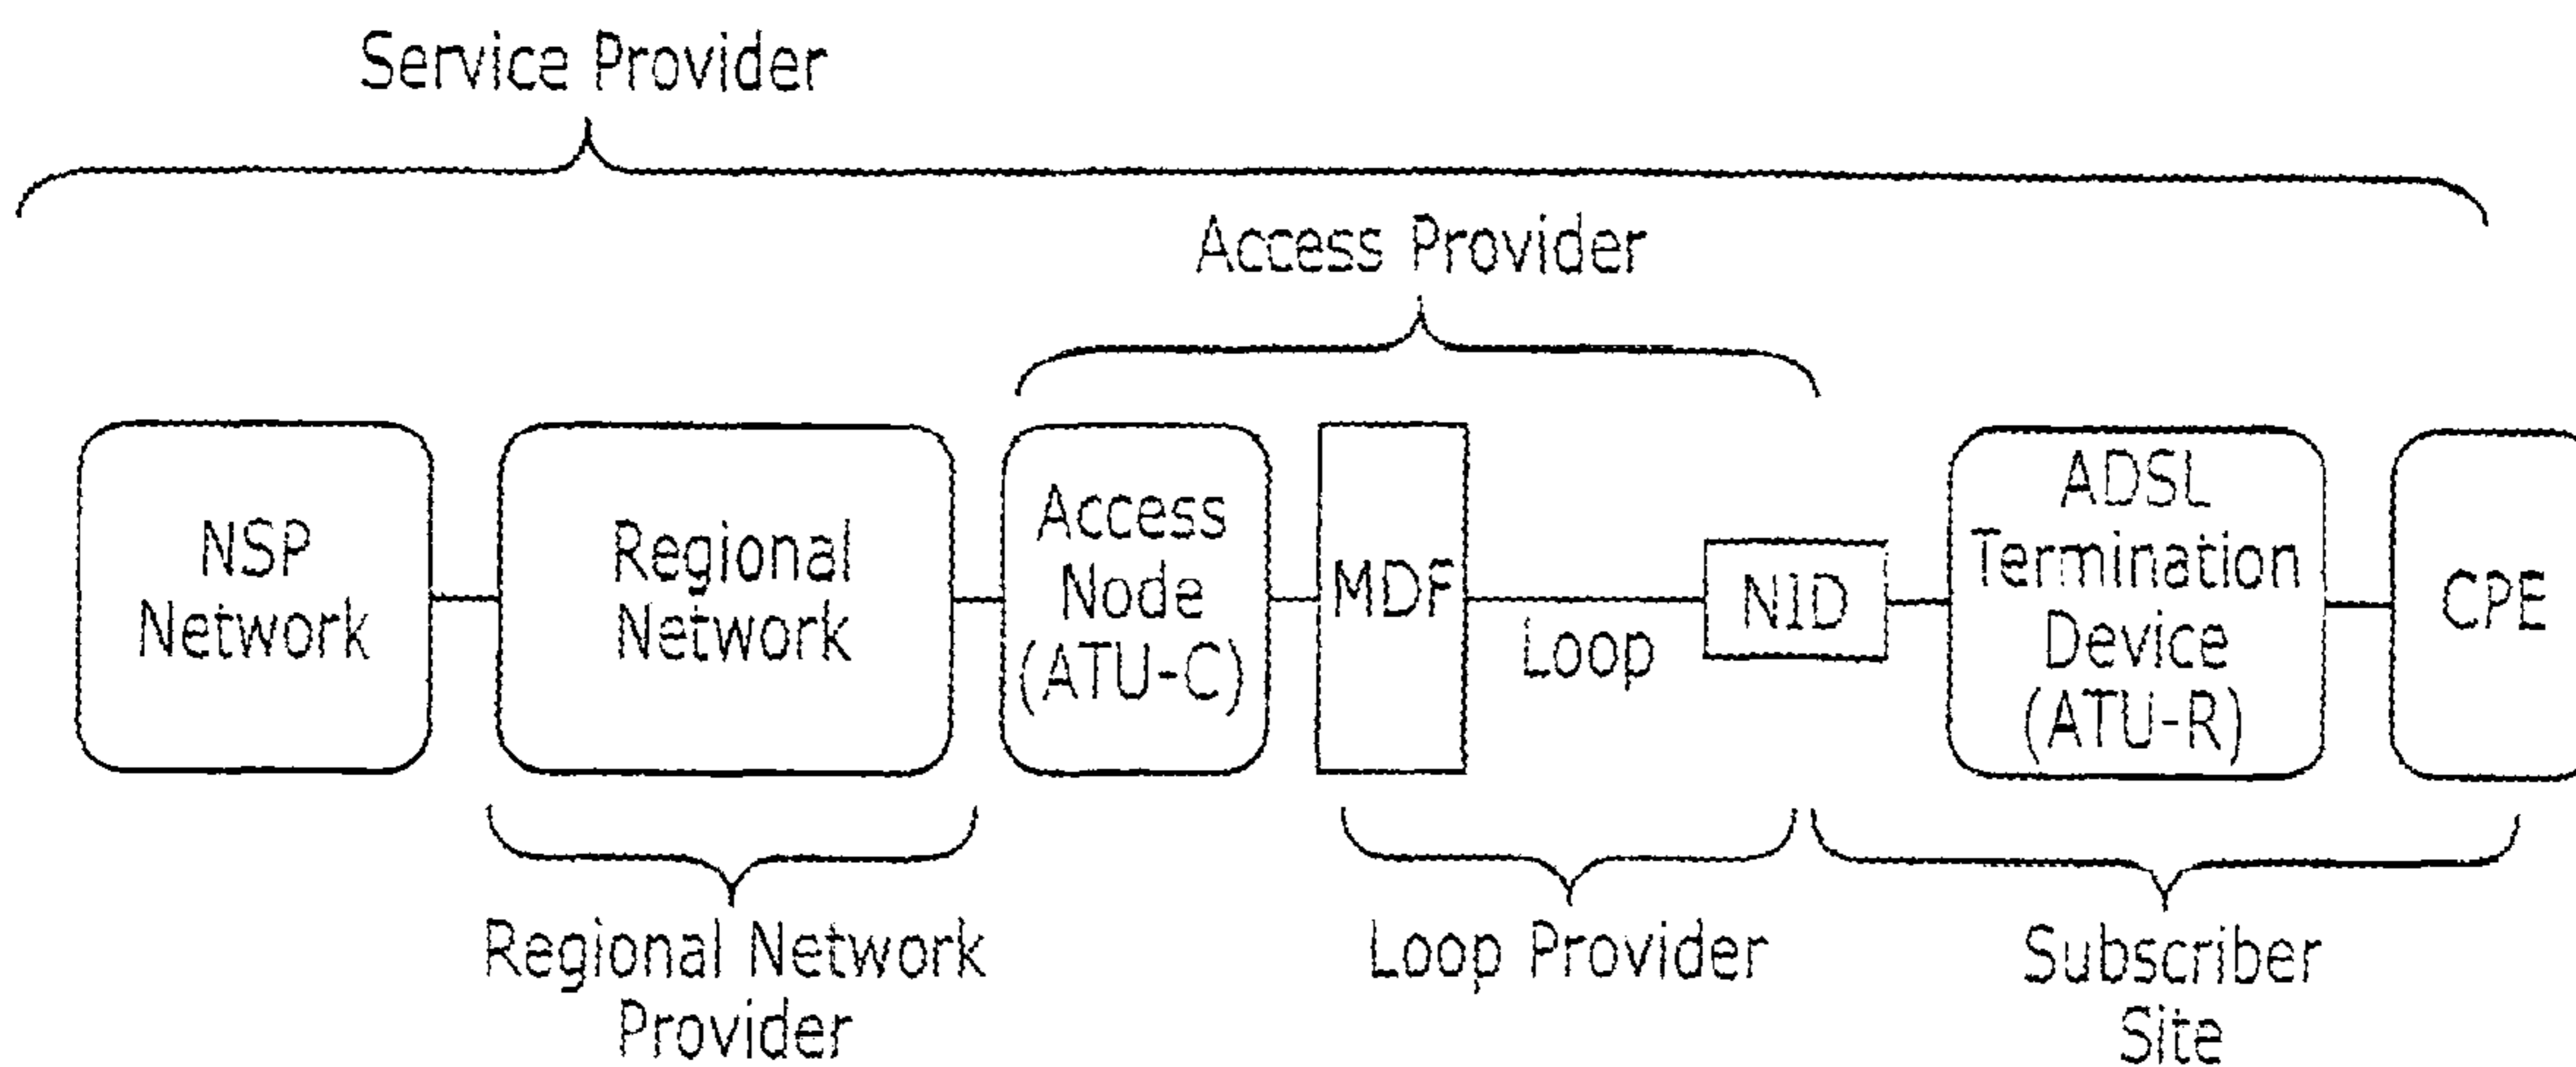 Service Provider
Access Provider
NSP
Network
Regional
Network
Access
Node
(ATU-C)
MDF
Loop
NID
ADSL
Termination
Device
(ATU-R)
CPE
Regional Network
Provider
Loop Provider
Subscriber
Site